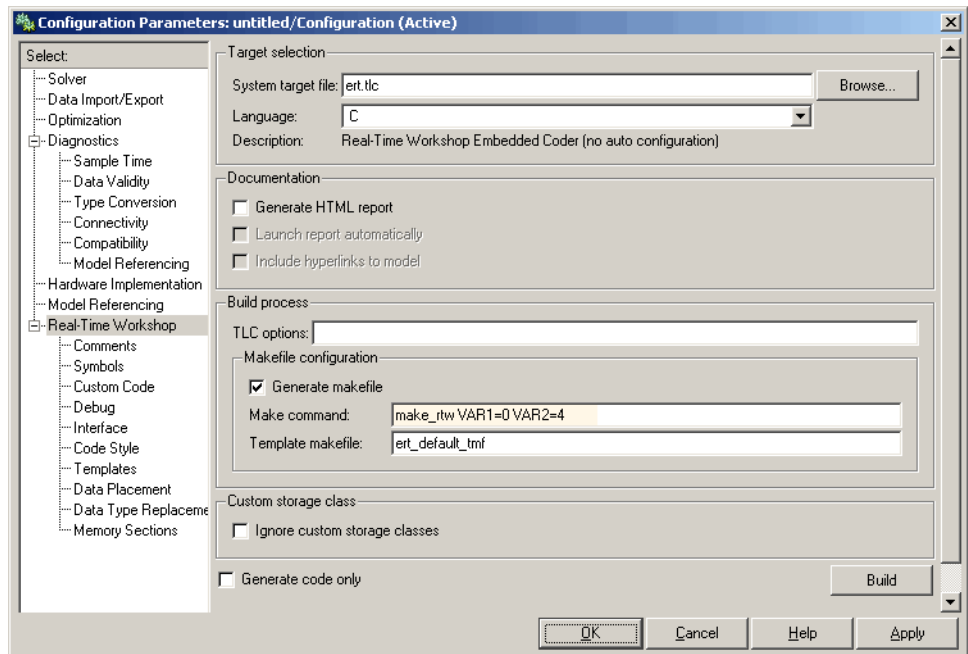 Configuration Parameters: untitled/Configuration (Active)
Select:
Solver
Data Import/Export
Optimization
Diagnostics
Sample Time
Data Validity
Type Conversion
Connectivity
Compatibility
Model Referencing
Hardware Implementation
Model Referencing
Real-Time Workshop
Comments
Symbols
Custom Code
Debug
Interface
Code Style
Templates
Data Placement
Data Type Replaceme
Memory Sections
Target selection
System target file: ert.tlc Browse...
Language: C
Description: Real-Time Workshop Embedded Coder (no auto configuration)
Documentation
Generate HTML report
Launch report automatically
Include hyperlinks to model
Build process
TLC options:
Makefile configuration
Generate makefile
Make command: make_rtw VAR1=0 VAR2=4
Template makefile: ert_default_tmf
Custom storage class
Ignore custom storage classes
Generate code only Build
OK Cancel Help Apply